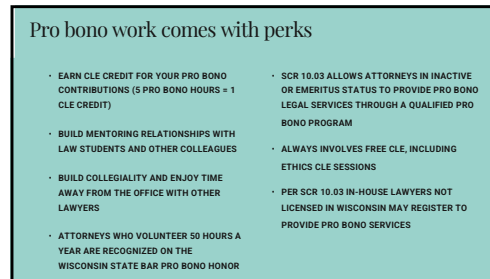 Pro bono work comes with perks
• EARN CLE CREDIT FOR YOUR PRO BONO
CONTRIBUTIONS (5 PRO BONO HOURS = 1
CLE CREDIT)
• BUILD MENTORING RELATIONSHIPS WITH
LAW STUDENTS AND OTHER COLLEAGUES
• BUILD COLLEGIALITY AND ENJOY TIME
AWAY FROM THE OFFICE WITH OTHER
LAWYERS
• ATTORNEYS WHO VOLUNTEER 50 HOURS A
YEAR ARE RECOGNIZED ON THE
WISCONSIN STATE BAR PRO BONO HONOR
• SCR 10.03 ALLOWS ATTORNEYS IN INACTIVE
OR EMERITUS STATUS TO PROVIDE PRO BONO
LEGAL SERVICES THROUGH A QUALIFIED PRO
BONO PROGRAM
• ALWAYS INVOLVES FREE CLE, INCLUDING
ETHICS CLE SESSIONS
• PER SCR 10.03 IN-HOUSE LAWYERS NOT
LICENSED IN WISCONSIN MAY REGISTER TO
PROVIDE PRO BONO SERVICES